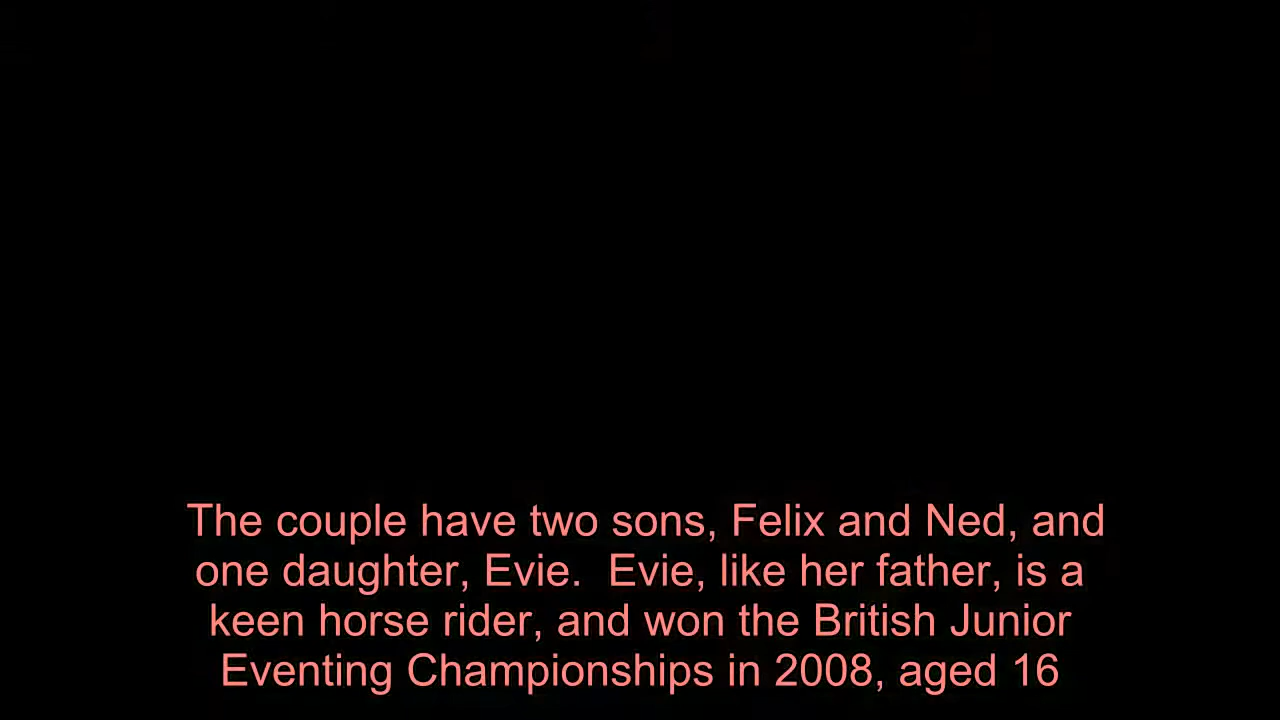 The couple have two sons, Felix and Ned, and
one daughter, Evie.  Evie, like her father, is a
keen horse rider, and won the British Junior
Eventing Championships in 2008, aged 16